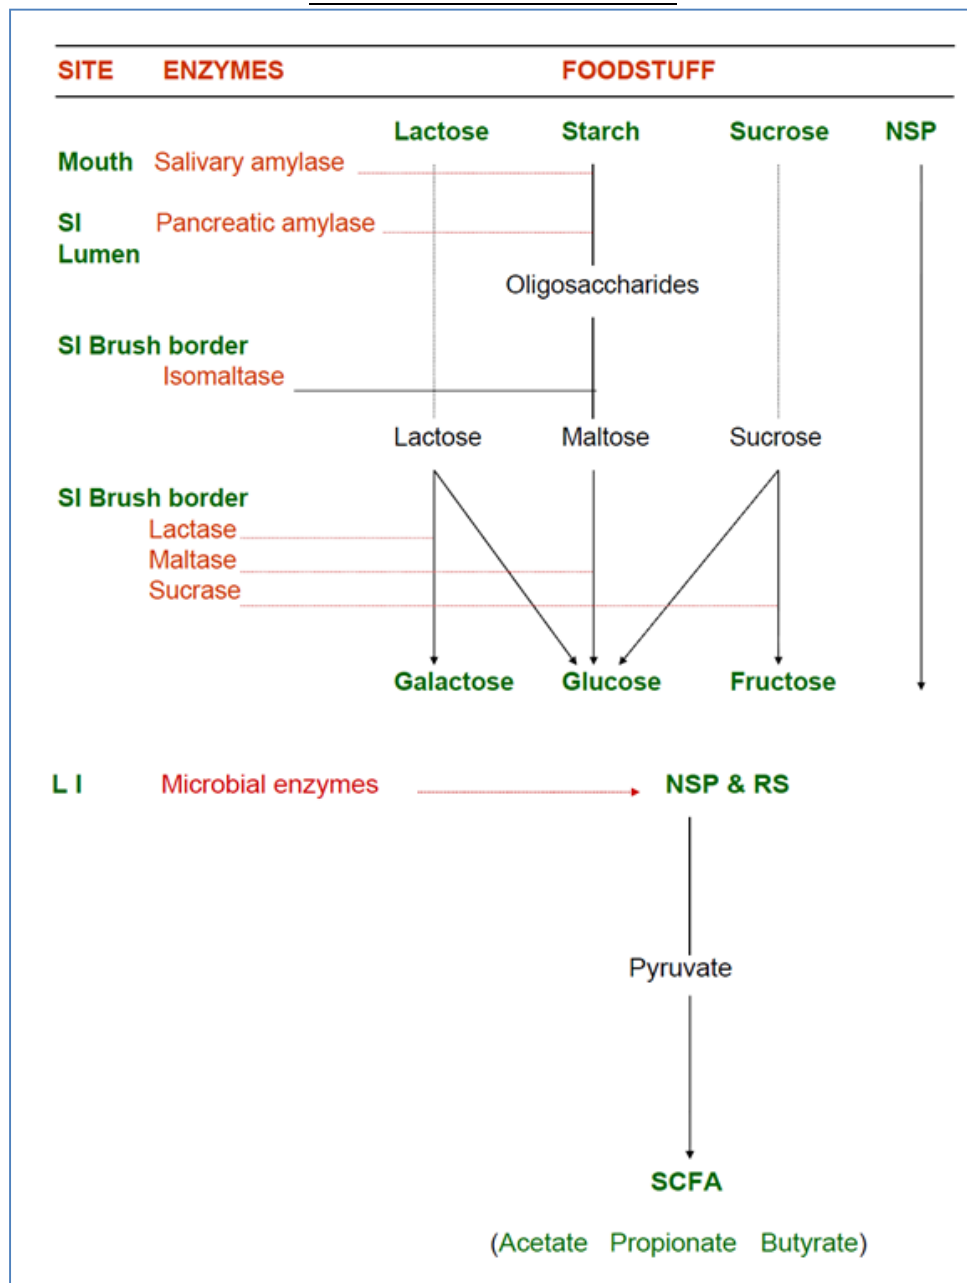 SITE ENZYMES FOODSTUFF
Lactose Starch Sucrose NSP
Mouth Salivary amylase
SI Pancreatic amylase
Lumen
Oligosaccharides
SI Brush border
Isomaltase
Lactose Maltose Sucrose
SI Brush border
Lactase
Maltase
Sucrase
Galactose Glucose Fructose
L I Microbial enzymes NSP & RS
Pyruvate
SCFA
(Acetate Propionate Butyrate)